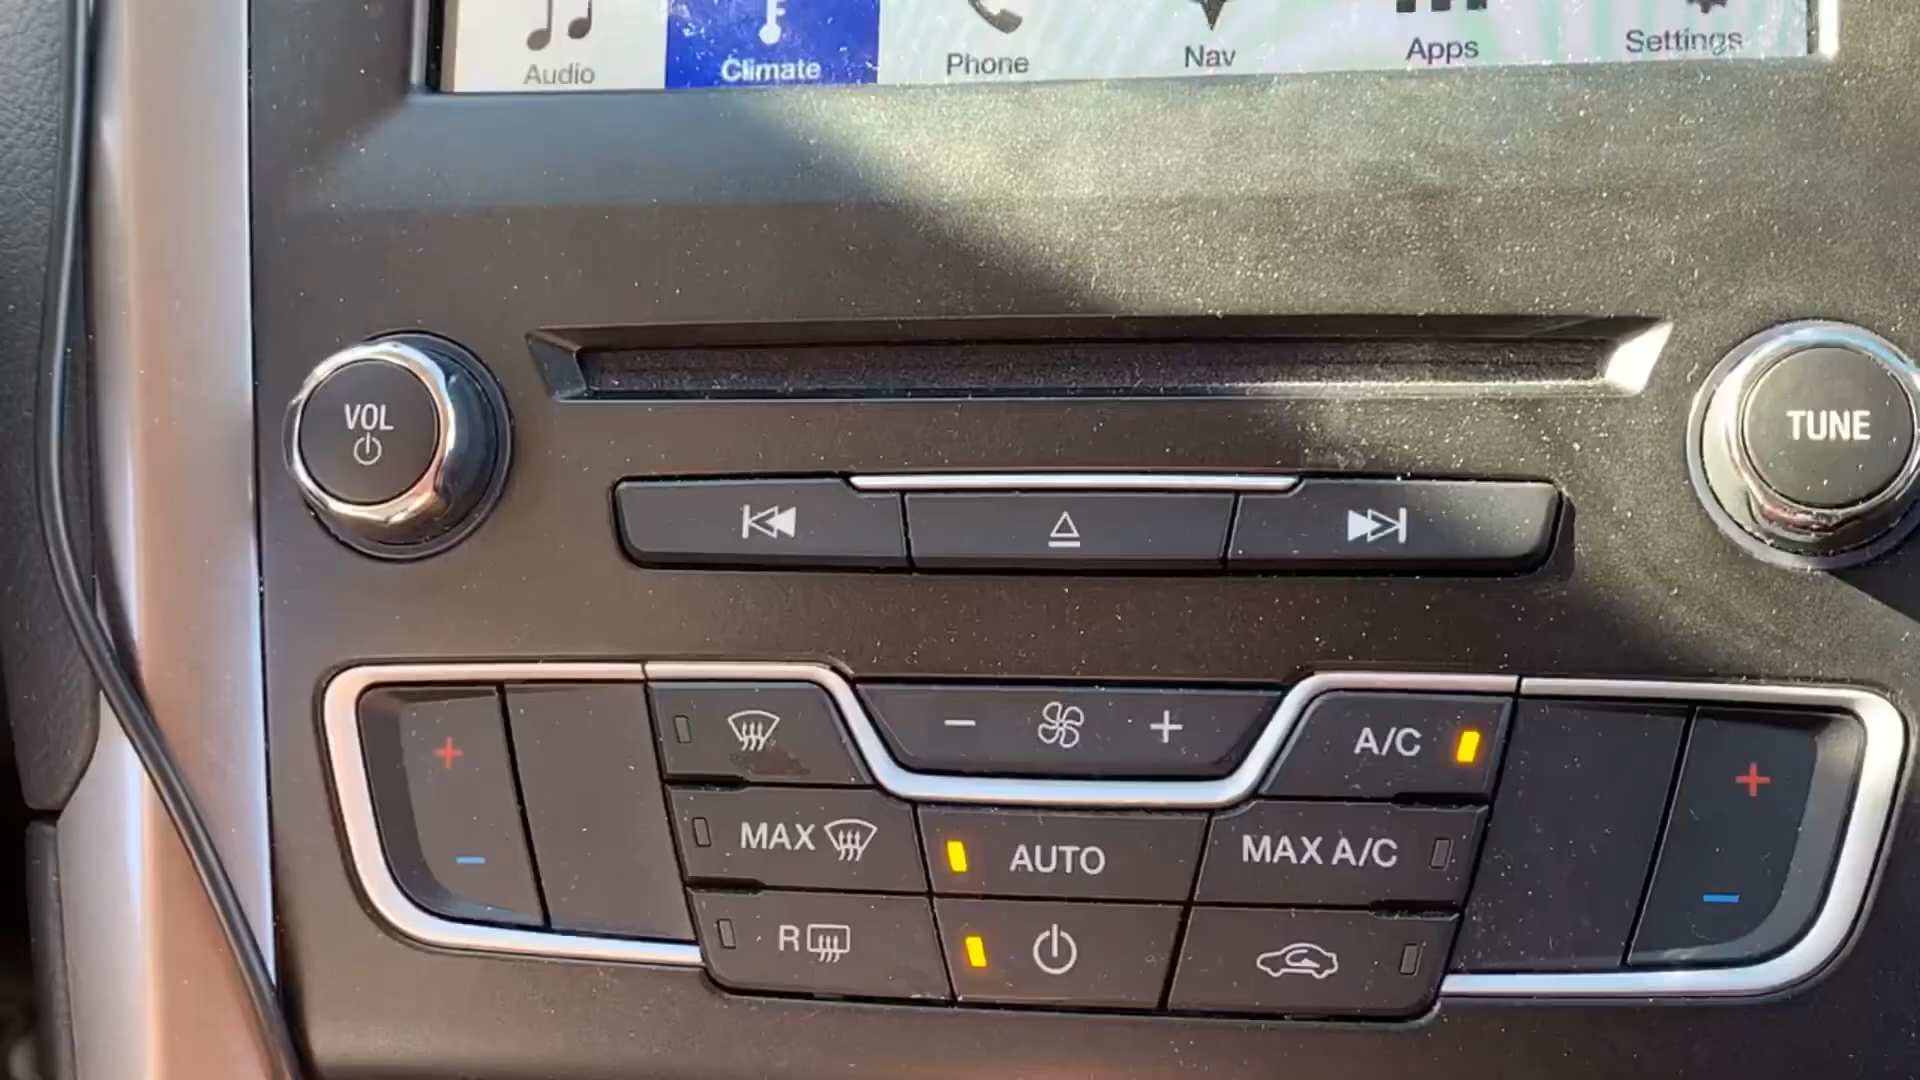 Audio
Climate
Phone
Nav
Apps
Settings
VOL
TUNE
A/C
MAX
AUTO
MAX A/C
R